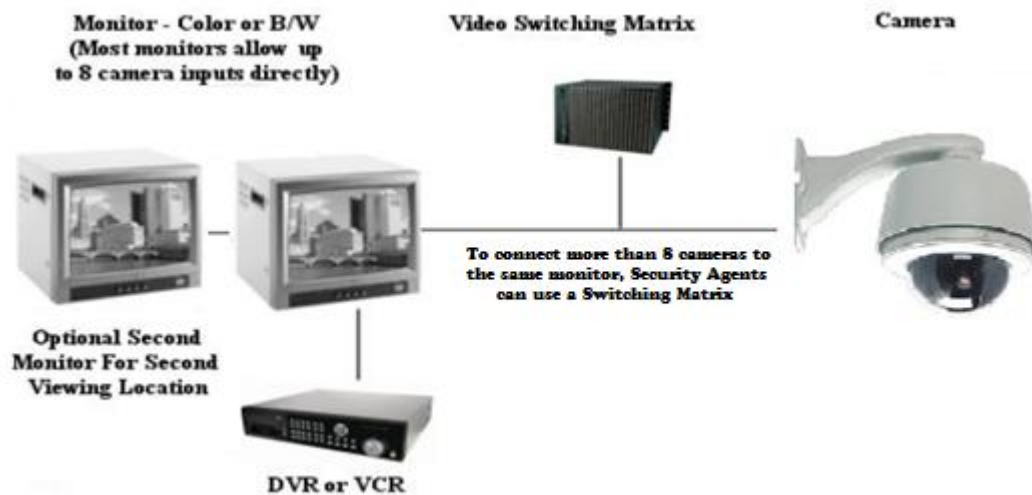 Monitor - Color or B/W
(Most monitors allow up
to 8 camera inputs directly)
Video Switching Matrix
Camera
To connect more than 8 cameras to
the same monitor, Security Agents
can use a Switching Matrix
Optional Second
Monitor For Second
Viewing Location
DVR or VCR